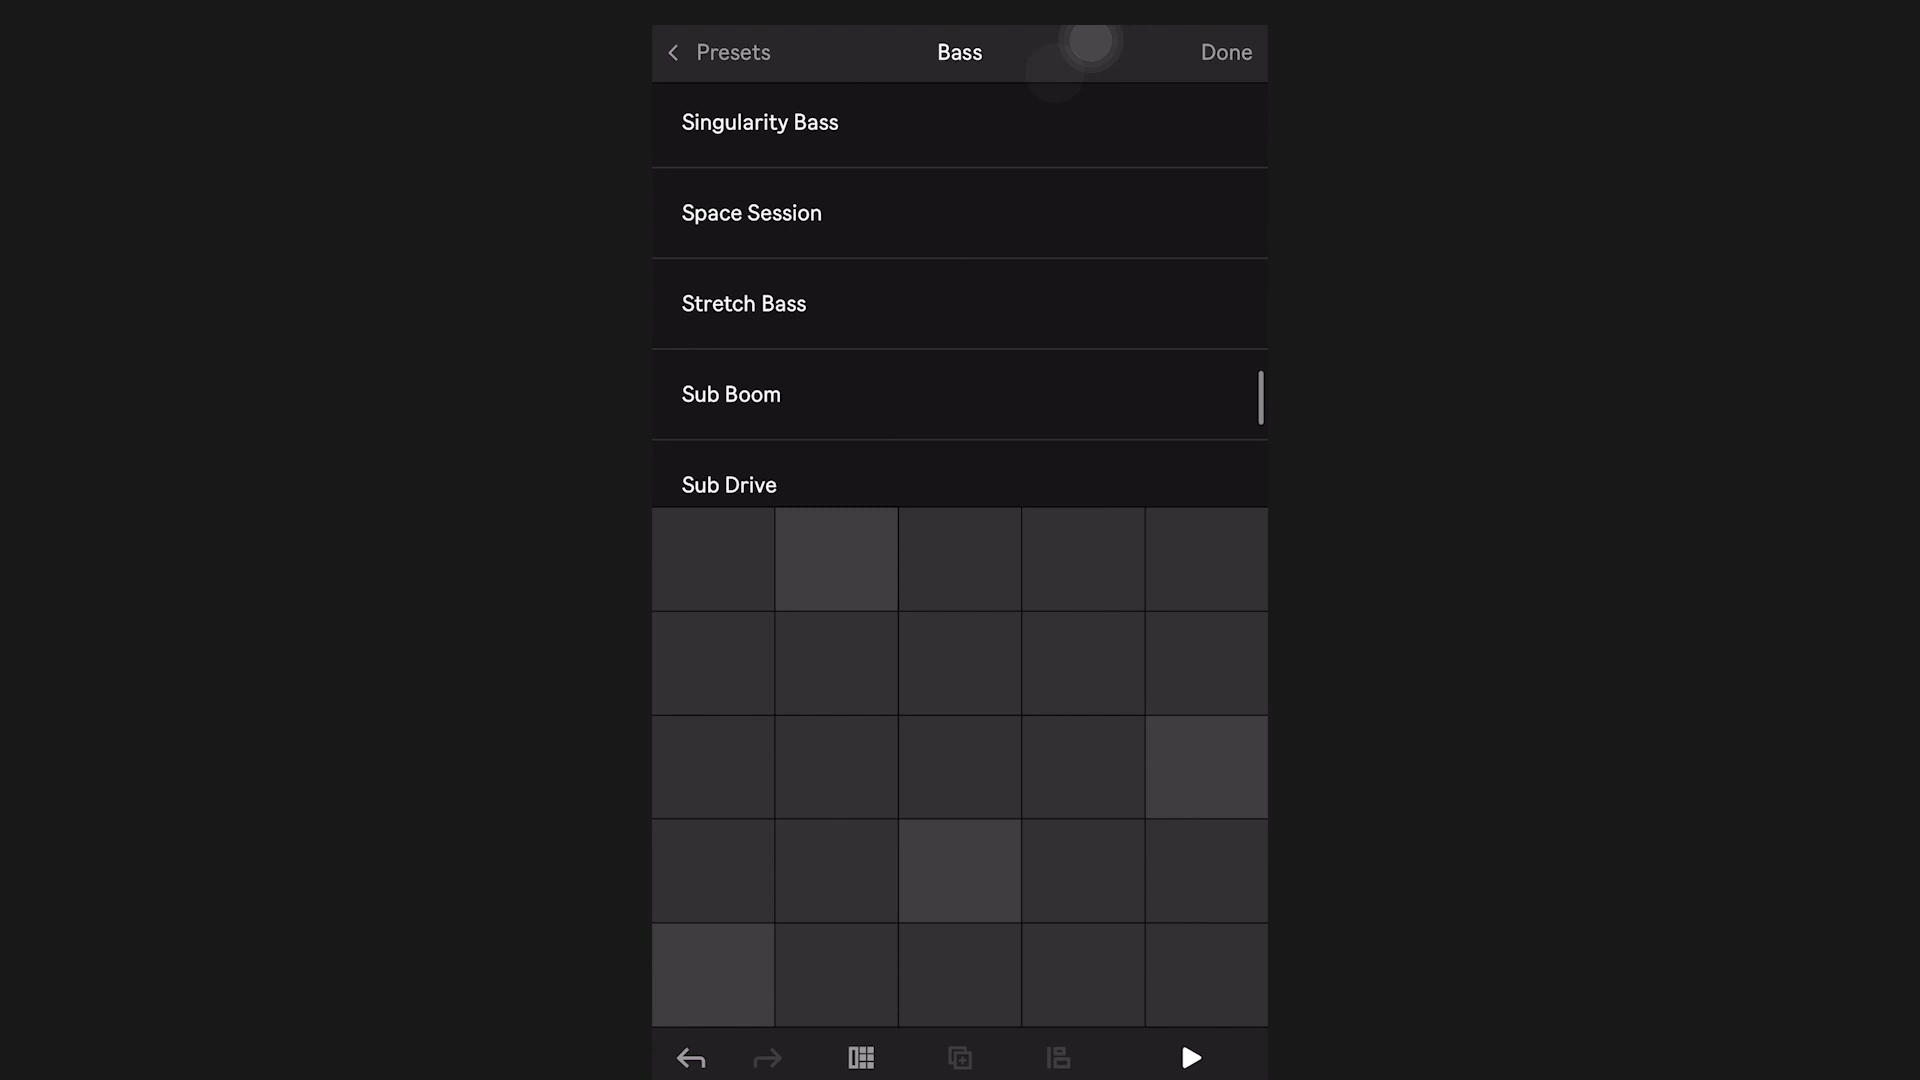 Presets
Bass
Done
Singularity Bass
Space Session
Stretch Bass
Sub Boom
Sub Drive